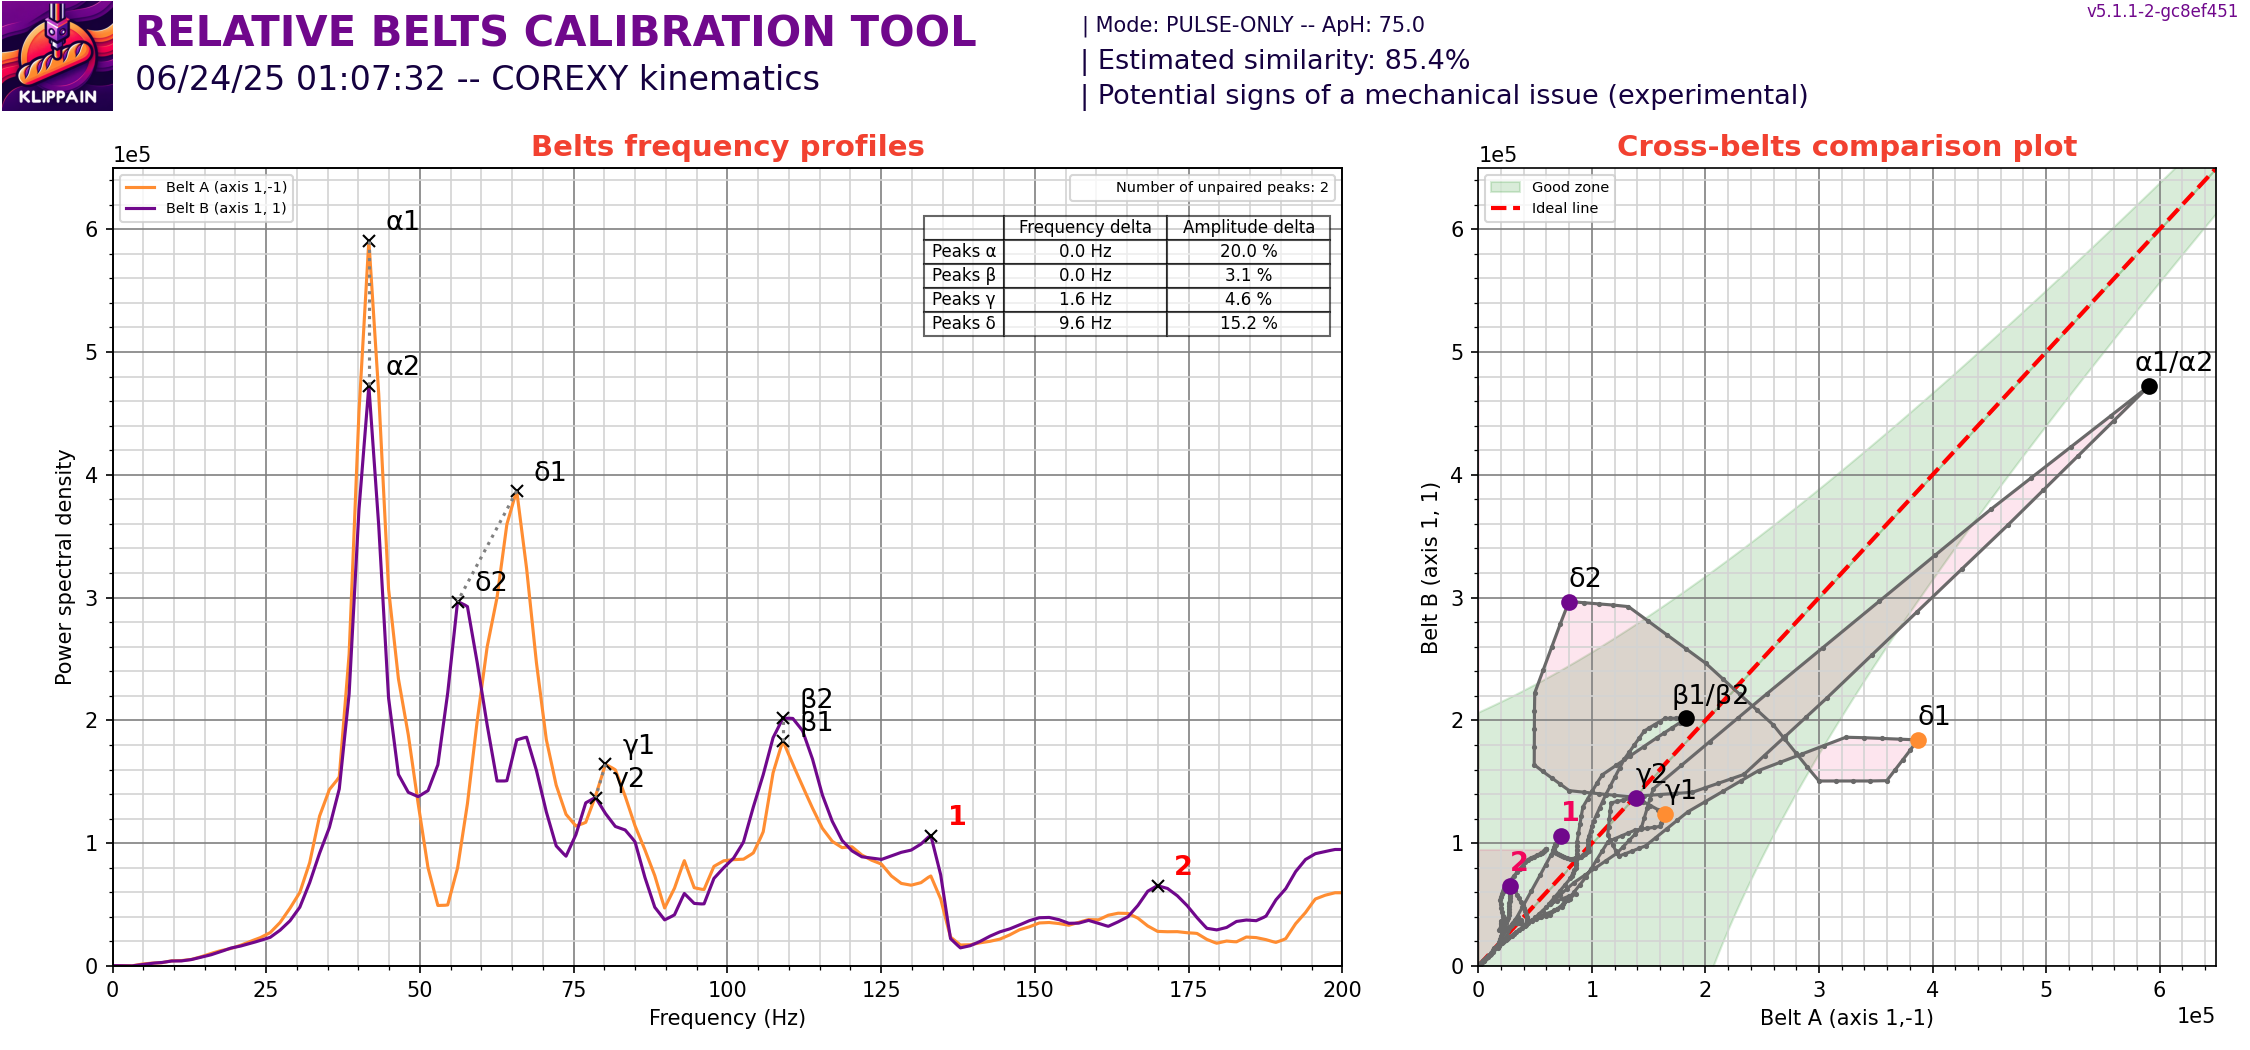 KLIPPAIN
RELATIVE BELTS CALIBRATION TOOL
06/24/25 01:07:32 -- COREXY kinematics
| Mode: PULSE-ONLY -- ApH: 75.0
| Estimated similarity: 85.4%
| Potential signs of a mechanical issue (experimental)
v5.1.1-2-gc8ef451
Belts frequency profiles
1e5
Belt A (axis 1,-1)
Belt B (axis 1, 1)
Number of unpaired peaks: 2
Frequency delta Amplitude delta
Peaks α 0.0 Hz 20.0 %
Peaks β 0.0 Hz 3.1 %
Peaks γ 1.6 Hz 4.6 %
Peaks δ 9.6 Hz 15.2 %
α1
α2
δ1
δ2
γ1
γ2
β2
β1
1
2
6
5
4
3
2
1
0
Power spectral density
0 25 50 75 100 125 150 175 200
Frequency (Hz)
Cross-belts comparison plot
1e5
Good zone
Ideal line
α1/α2
δ2
β1/β2
δ1
γ2
γ1
1
2
6
5
4
3
2
1
0
Belt B (axis 1, 1)
0 1 2 3 4 5 6
1e5
Belt A (axis 1,-1)